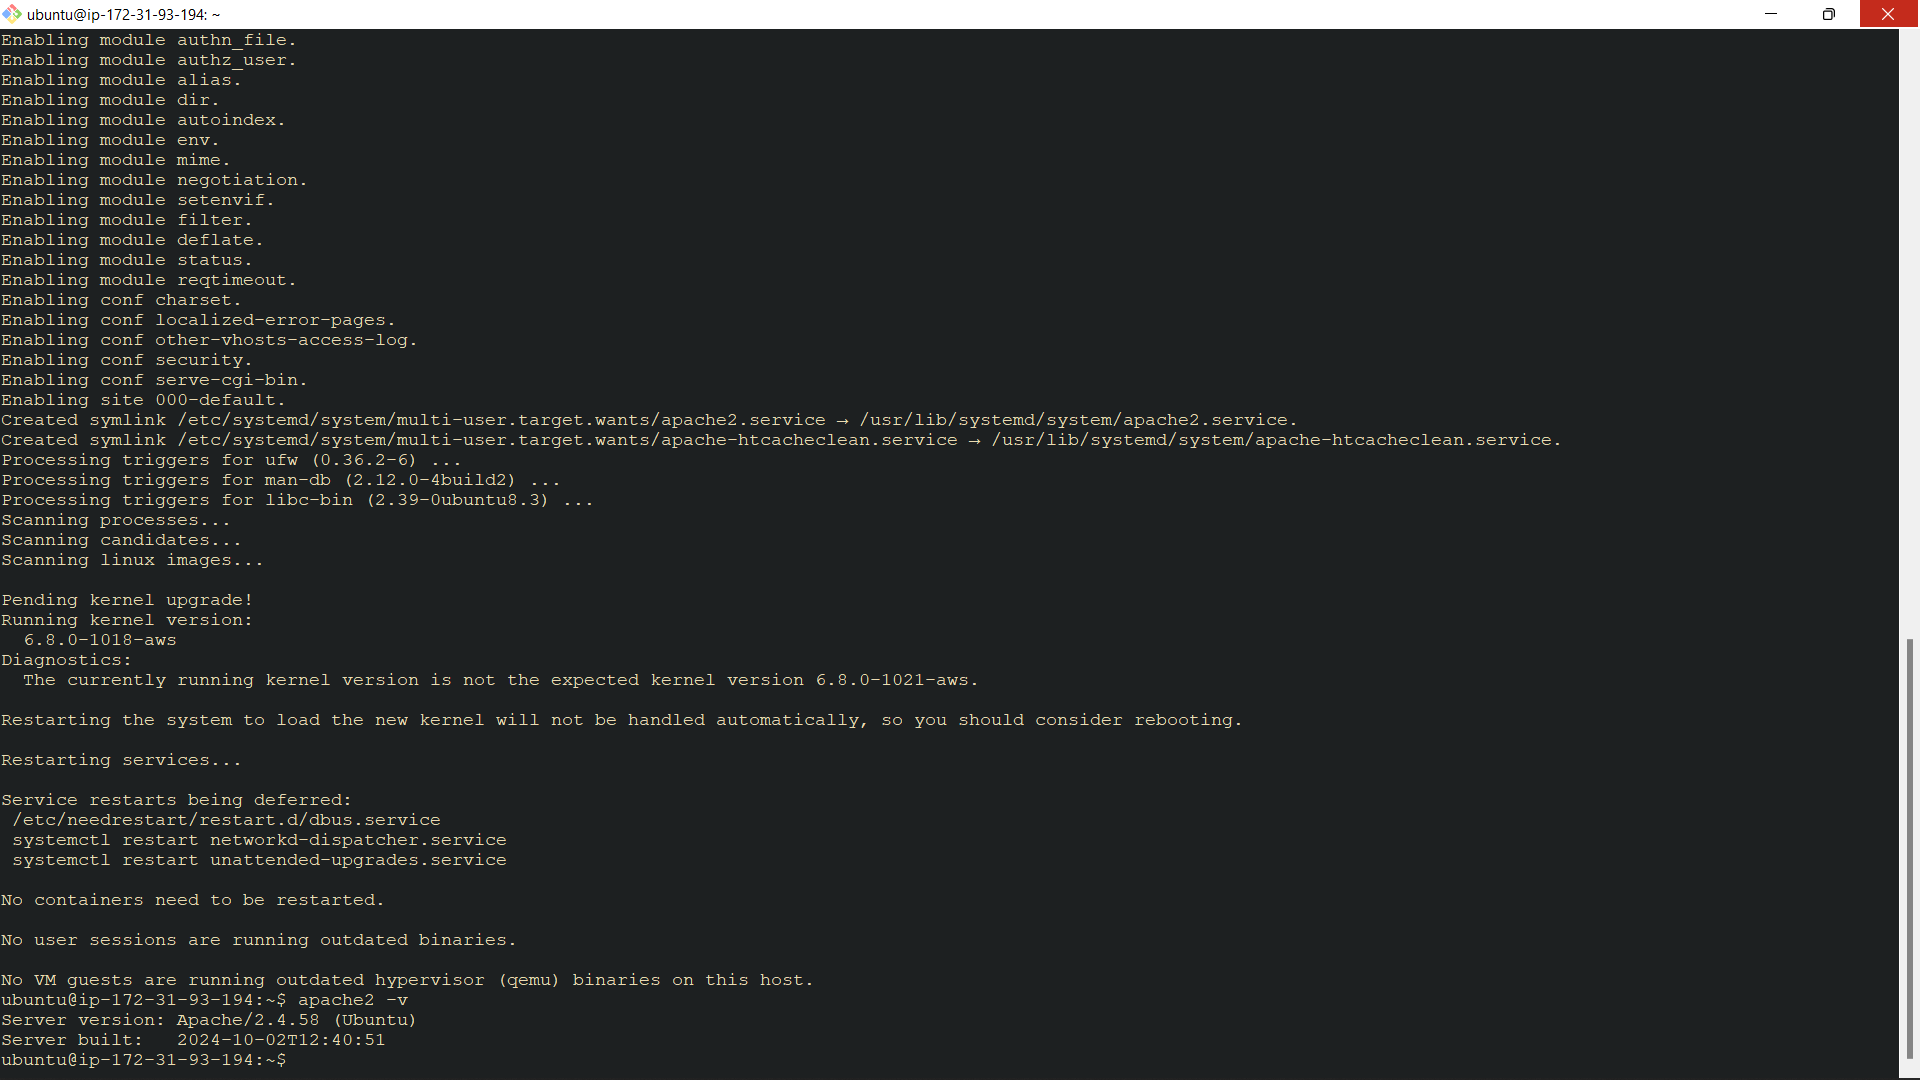 ubuntu@ip-172-31-93-194: ~
Enabling module authn_file.
Enabling module authz_user.
Enabling module alias.
Enabling module dir.
Enabling module autoindex.
Enabling module env.
Enabling module mime.
Enabling module negotiation.
Enabling module setenvif.
Enabling module filter.
Enabling module deflate.
Enabling module status.
Enabling module reqtimeout.
Enabling conf charset.
Enabling conf localized-error-pages.
Enabling conf other-vhosts-access-log.
Enabling conf security.
Enabling conf serve-cgi-bin.
Enabling site 000-default.
Created symlink /etc/systemd/system/multi-user.target.wants/apache2.service → /usr/lib/systemd/system/apache2.service.
Created symlink /etc/systemd/system/multi-user.target.wants/apache-htcacheclean.service → /usr/lib/systemd/system/apache-htcacheclean.service.
Processing triggers for ufw (0.36.2-6) ...
Processing triggers for man-db (2.12.0-4build2) ...
Processing triggers for libc-bin (2.39-0ubuntu8.3) ...
Scanning processes...
Scanning candidates...
Scanning linux images...
Pending kernel upgrade!
Running kernel version:
  6.8.0-1018-aws
Diagnostics:
  The currently running kernel version is not the expected kernel version 6.8.0-1021-aws.
Restarting the system to load the new kernel will not be handled automatically, so you should consider rebooting.
Restarting services...
Service restarts being deferred:
 /etc/needrestart/restart.d/dbus.service
 systemctl restart networkd-dispatcher.service
 systemctl restart unattended-upgrades.service
No containers need to be restarted.
No user sessions are running outdated binaries.
No VM guests are running outdated hypervisor (qemu) binaries on this host.
ubuntu@ip-172-31-93-194:~$ apache2 -v
Server version: Apache/2.4.58 (Ubuntu)
Server built:   2024-10-02T12:40:51
ubuntu@ip-172-31-93-194:~$